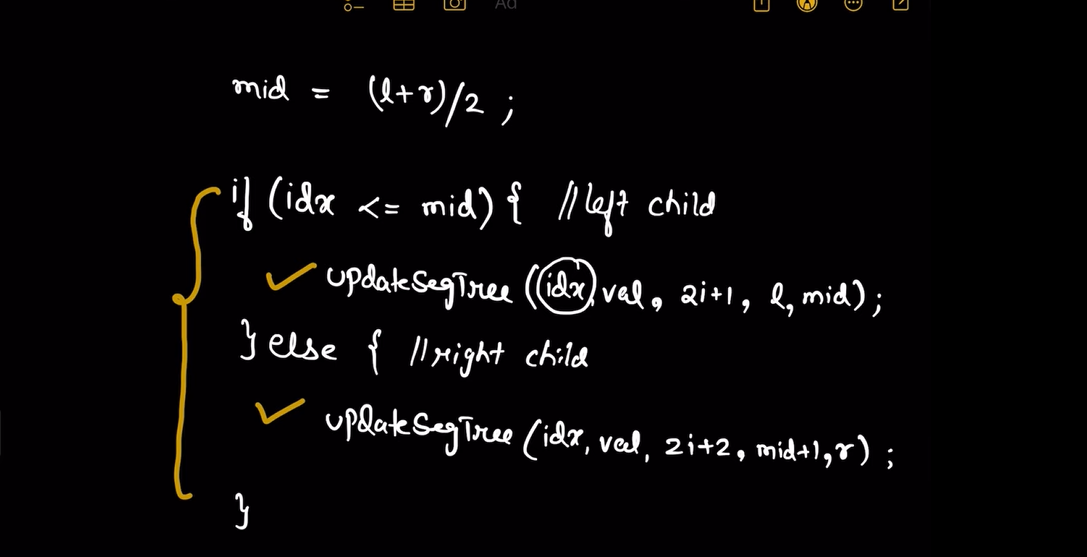 Aa
mid = (l+r)/2 ;
if (idx <= mid) { // left child
updateSegTree (idx, val, 2i+1, l, mid) ;
} else { // right child
updateSegTree (idx, val, 2i+2, mid+1, r) ;
}